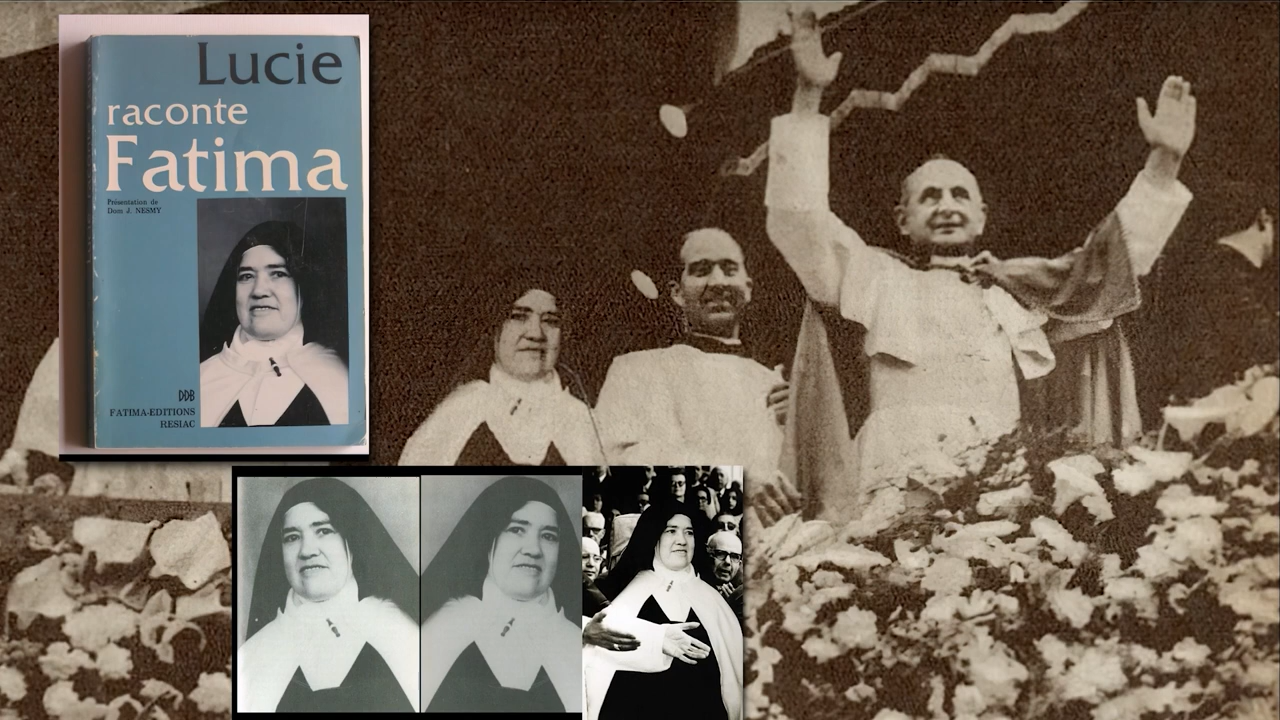 Lucie
raconte
Fatima
Présentation de
Dom J. NESMY
DDB
FATIMA-EDITIONS
RESIAC